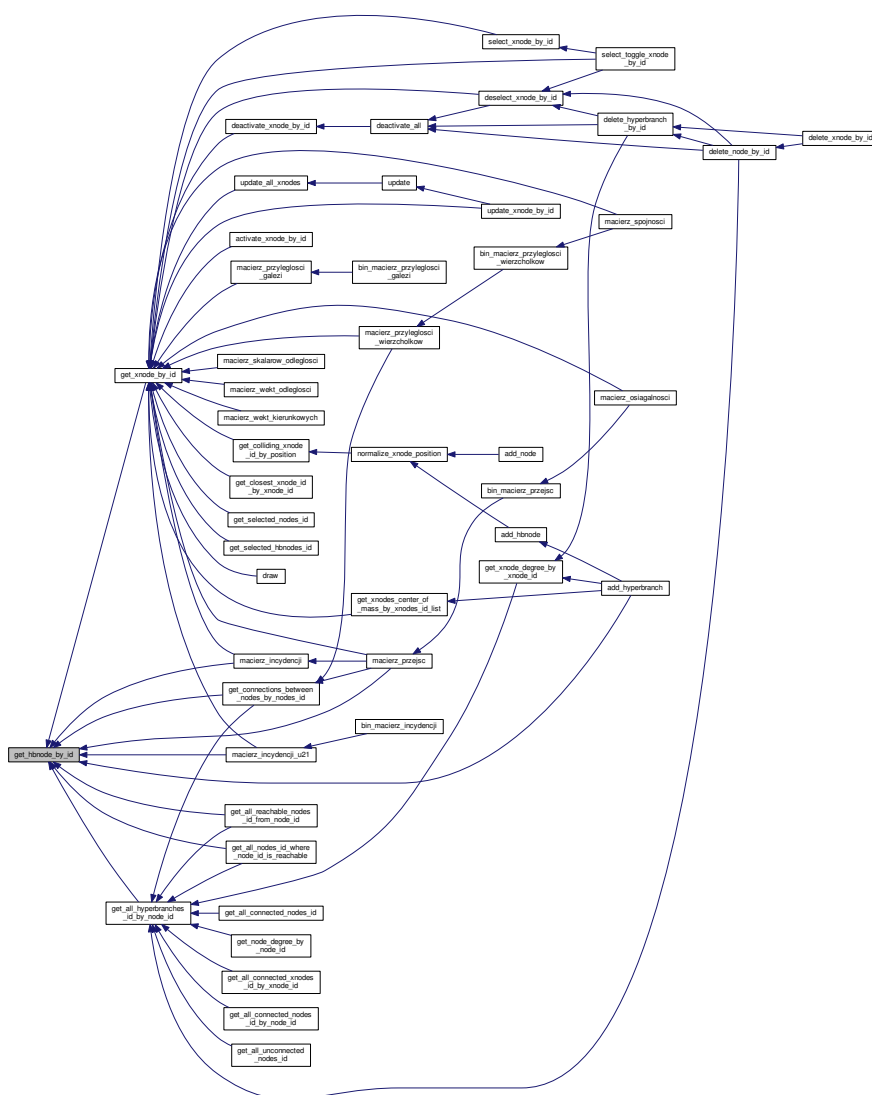 select_xnode_by_id
select_toggle_xnode
_by_id
deselect_xnode_by_id
deactivate_xnode_by_id
deactivate_all
delete_hyperbranch
_by_id
delete_xnode_by_id
delete_node_by_id
update_all_xnodes
update
update_xnode_by_id
macierz_spojnosci
activate_xnode_by_id
bin_macierz_przyleglosci
_wierzcholkow
macierz_przyleglosci
_galezi
bin_macierz_przyleglosci
_galezi
macierz_przyleglosci
_wierzcholkow
macierz_skalarow_odleglosci
get_xnode_by_id
macierz_wekt_odleglosci
macierz_osiagalnosci
macierz_wekt_kierunkowych
get_colliding_xnode
_id_by_position
normalize_xnode_position
add_node
get_closest_xnode_id
_by_xnode_id
bin_macierz_przejsc
get_selected_nodes_id
add_hbnode
get_selected_hbnodes_id
get_xnode_degree_by
_xnode_id
draw
add_hyperbranch
get_xnodes_center_of
_mass_by_xnodes_id_list
macierz_incydencji
macierz_przejsc
get_connections_between
_nodes_by_nodes_id
bin_macierz_incydencji
get_hbnode_by_id
macierz_incydencji_u21
get_all_reachable_nodes
_id_from_node_id
get_all_nodes_id_where
_node_id_is_reachable
get_all_hyperbranches
_id_by_node_id
get_all_connected_nodes_id
get_node_degree_by
_node_id
get_all_connected_xnodes
_id_by_xnode_id
get_all_connected_nodes
_id_by_node_id
get_all_unconnected
_nodes_id